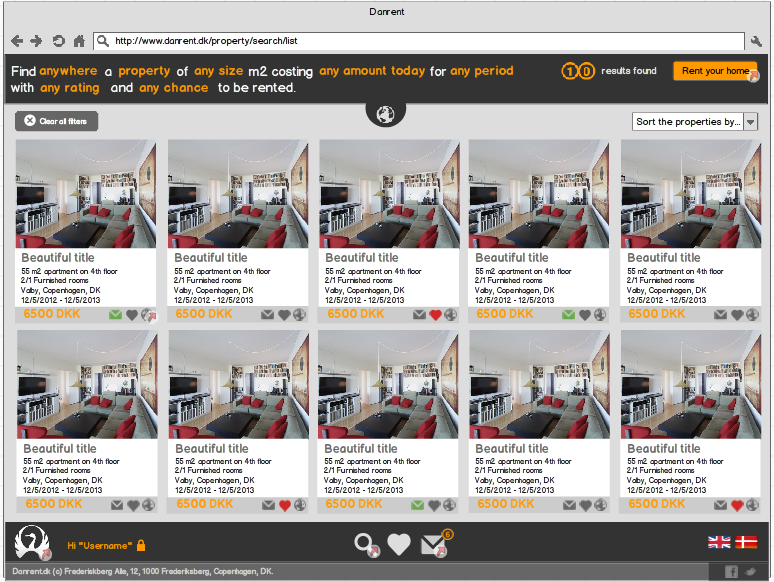 Danrent
http://www.danrent.dk/property/search/list
Find anywhere a property of any size m2 costing any amount today for any period
with any rating and any chance to be rented.
10 results found
Rent your home
Clear all filters
Sort the properties by...
Beautiful title
55 m2 apartment on 4th floor
2/1 Furnished rooms
Valby, Copenhagen, DK
12/5/2012 - 12/5/2013
6500 DKK
Beautiful title
55 m2 apartment on 4th floor
2/1 Furnished rooms
Valby, Copenhagen, DK
12/5/2012 - 12/5/2013
6500 DKK
Beautiful title
55 m2 apartment on 4th floor
2/1 Furnished rooms
Valby, Copenhagen, DK
12/5/2012 - 12/5/2013
6500 DKK
Beautiful title
55 m2 apartment on 4th floor
2/1 Furnished rooms
Valby, Copenhagen, DK
12/5/2012 - 12/5/2013
6500 DKK
Beautiful title
55 m2 apartment on 4th floor
2/1 Furnished rooms
Valby, Copenhagen, DK
12/5/2012 - 12/5/2013
6500 DKK
Beautiful title
55 m2 apartment on 4th floor
2/1 Furnished rooms
Valby, Copenhagen, DK
12/5/2012 - 12/5/2013
6500 DKK
Beautiful title
55 m2 apartment on 4th floor
2/1 Furnished rooms
Valby, Copenhagen, DK
12/5/2012 - 12/5/2013
6500 DKK
Beautiful title
55 m2 apartment on 4th floor
2/1 Furnished rooms
Valby, Copenhagen, DK
12/5/2012 - 12/5/2013
6500 DKK
Beautiful title
55 m2 apartment on 4th floor
2/1 Furnished rooms
Valby, Copenhagen, DK
12/5/2012 - 12/5/2013
6500 DKK
Beautiful title
55 m2 apartment on 4th floor
2/1 Furnished rooms
Valby, Copenhagen, DK
12/5/2012 - 12/5/2013
6500 DKK
Hi "Username"
6
Danrent.dk (c) Frederiskberg Alle, 12, 1000 Frederiksberg, Copenhagen, DK.